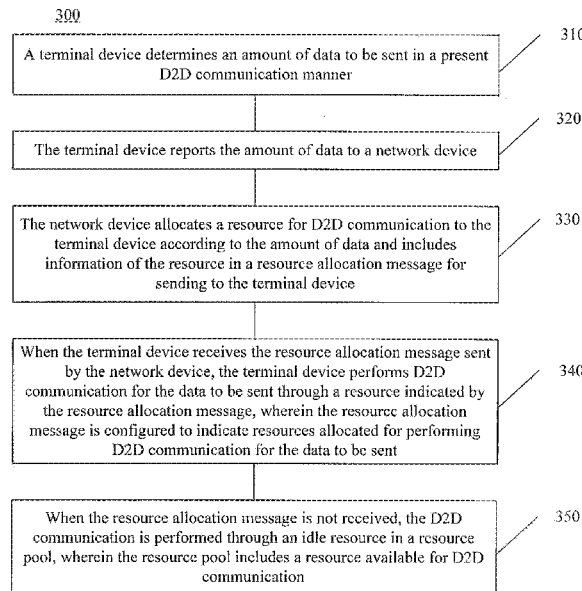 300
310
A terminal device determines an amount of data to be sent in a present
D2D communication manner
320
The terminal device reports the amount of data to a network device
330
The network device allocates a resource for D2D communication to the
terminal device according to the amount of data and includes
information of the resource in a resource allocation message for
sending to the terminal device
340
When the terminal device receives the resource allocation message sent
by the network device, the terminal device performs D2D
communication for the data to be sent through a resource indicated by
the resource allocation message, wherein the resource allocation
message is configured to indicate resources allocated for performing
D2D communication for the data to be sent
350
When the resource allocation message is not received, the D2D
communication is performed through an idle resource in a resource
pool, wherein the resource pool includes a resource available for D2D
communication